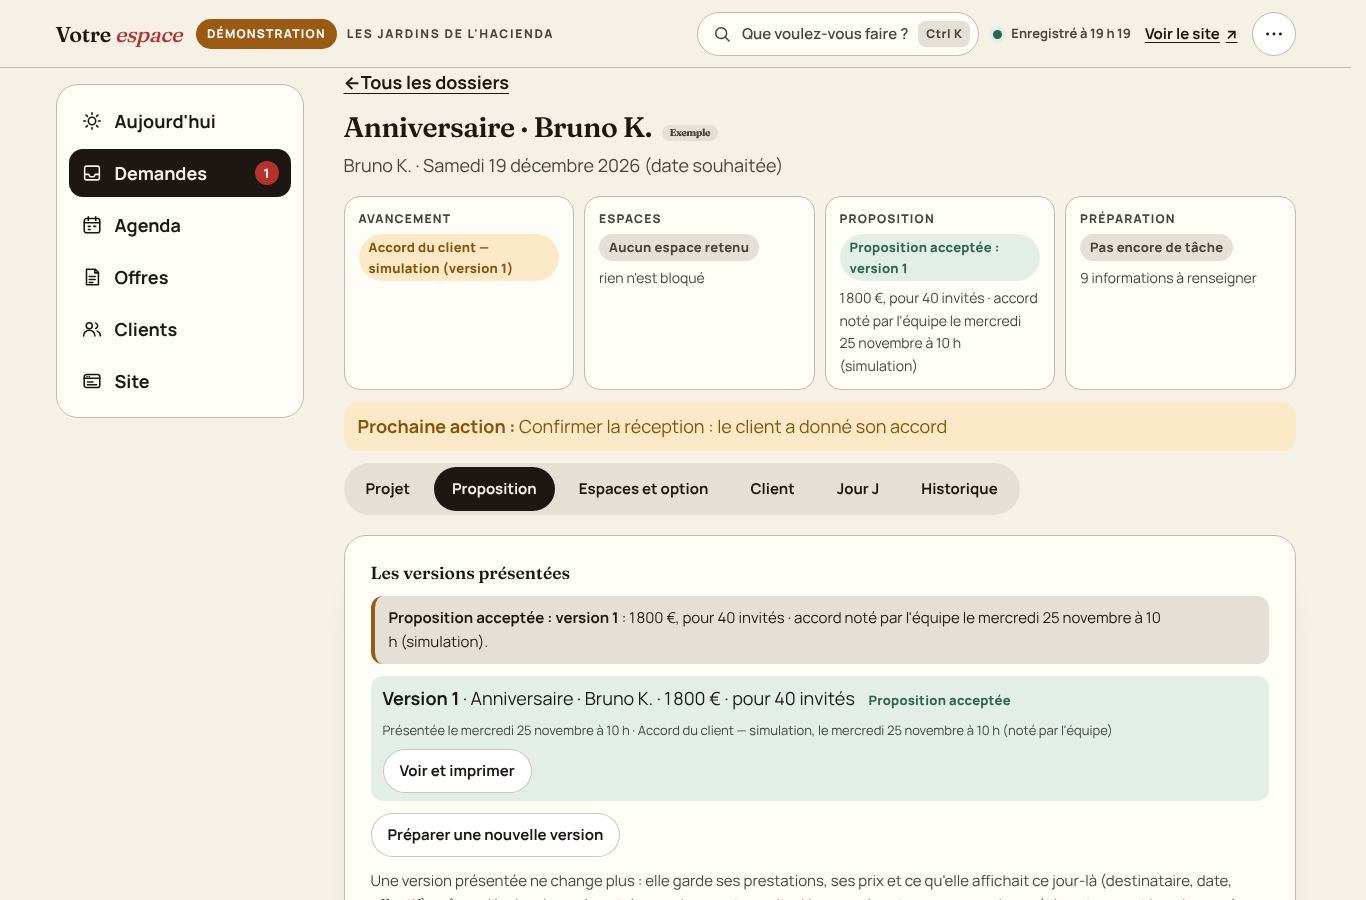 Votre espace
DÉMONSTRATION
LES JARDINS DE L'HACIENDA
Que voulez-vous faire ?
Ctrl K
Enregistré à 19 h 19
Voir le site ↗
Aujourd'hui
Demandes
1
Agenda
Offres
Clients
Site
←Tous les dossiers
Anniversaire · Bruno K.
Exemple
Bruno K. · Samedi 19 décembre 2026 (date souhaitée)
AVANCEMENT
Accord du client —
simulation (version 1)
ESPACES
Aucun espace retenu
rien n'est bloqué
PROPOSITION
Proposition acceptée :
version 1
1 800 €, pour 40 invités · accord
noté par l'équipe le mercredi
25 novembre à 10 h
(simulation)
PRÉPARATION
Pas encore de tâche
9 informations à renseigner
Prochaine action : Confirmer la réception : le client a donné son accord
Projet
Proposition
Espaces et option
Client
Jour J
Historique
Les versions présentées
Proposition acceptée : version 1 : 1 800 €, pour 40 invités · accord noté par l'équipe le mercredi 25 novembre à 10
h (simulation).
Version 1 · Anniversaire · Bruno K. · 1 800 € · pour 40 invités
Proposition acceptée
Présentée le mercredi 25 novembre à 10 h · Accord du client — simulation, le mercredi 25 novembre à 10 h (noté par l'équipe)
Voir et imprimer
Préparer une nouvelle version
Une version présentée ne change plus : elle garde ses prestations, ses prix et ce qu'elle affichait ce jour-là (destinataire, date,